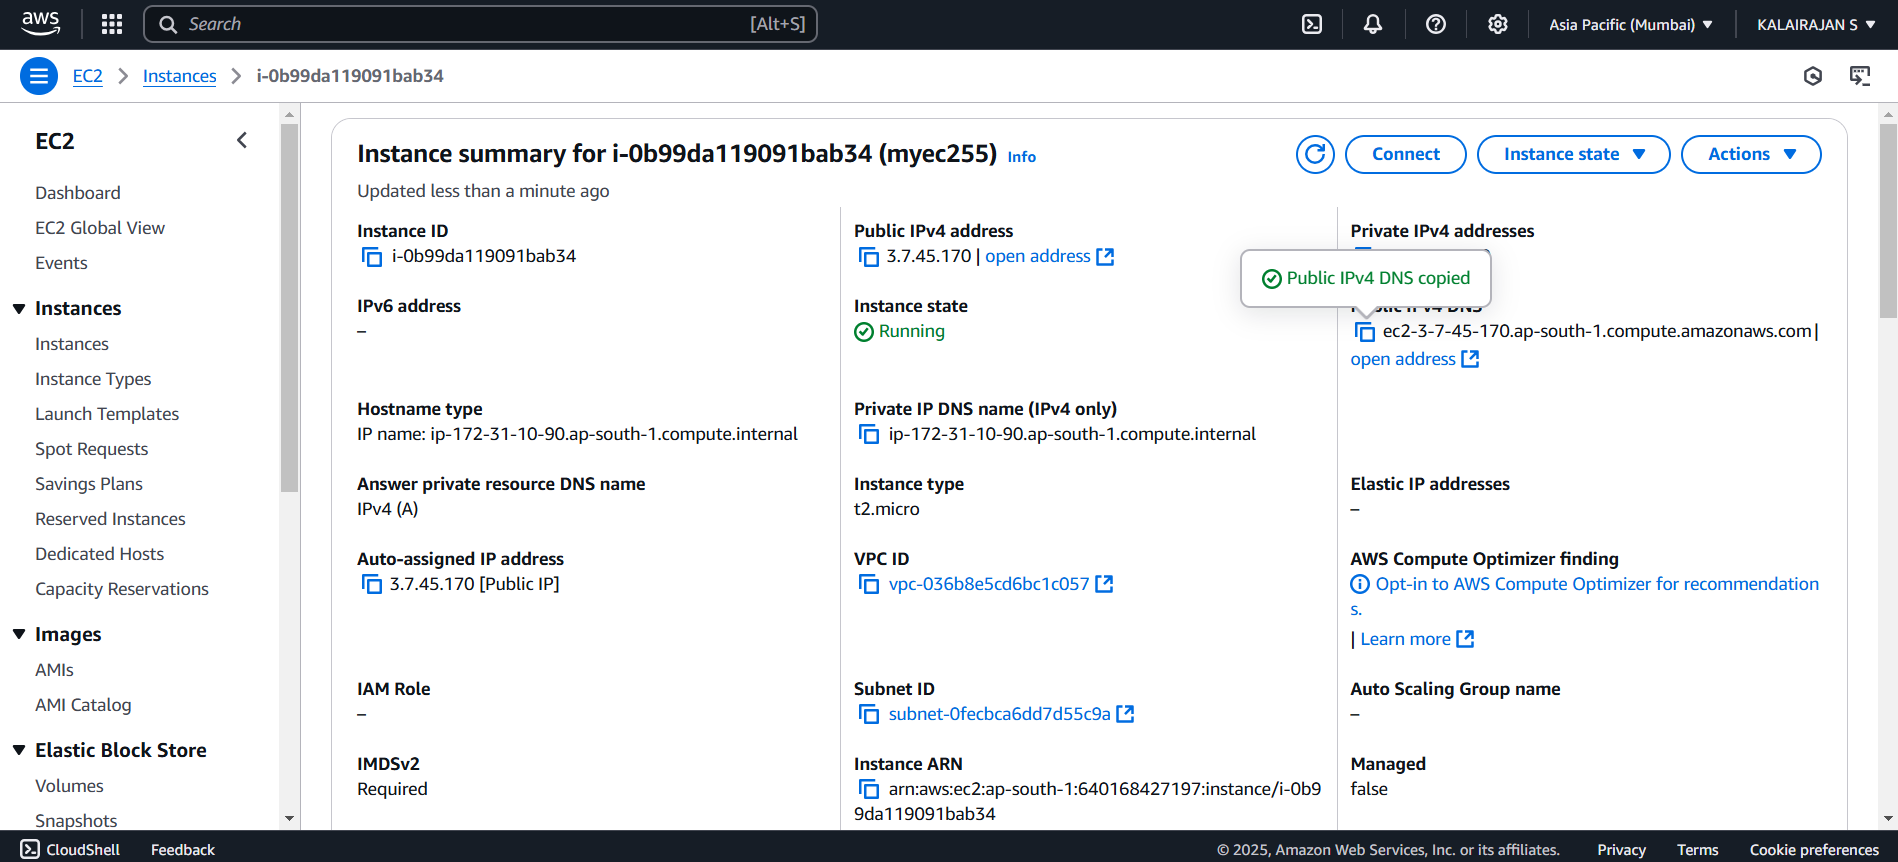 aws
Search [Alt+S]
Asia Pacific (Mumbai)
KALAIRAJAN S
EC2
Instances
i-0b99da119091bab34
EC2
Dashboard
EC2 Global View
Events
Instances
Instances
Instance Types
Launch Templates
Spot Requests
Savings Plans
Reserved Instances
Dedicated Hosts
Capacity Reservations
Images
AMIs
AMI Catalog
Elastic Block Store
Volumes
Snapshots
Instance summary for i-0b99da119091bab34 (myec255) Info
Updated less than a minute ago
Connect
Instance state
Actions
Instance ID
i-0b99da119091bab34
Public IPv4 address
3.7.45.170 | open address
Private IPv4 addresses
Public IPv4 DNS copied
IPv6 address
–
Instance state
Running
Public IPv4 DNS
ec2-3-7-45-170.ap-south-1.compute.amazonaws.com |
open address
Hostname type
IP name: ip-172-31-10-90.ap-south-1.compute.internal
Private IP DNS name (IPv4 only)
ip-172-31-10-90.ap-south-1.compute.internal
Answer private resource DNS name
IPv4 (A)
Instance type
t2.micro
Elastic IP addresses
–
Auto-assigned IP address
3.7.45.170 [Public IP]
VPC ID
vpc-036b8e5cd6bc1c057
AWS Compute Optimizer finding
Opt-in to AWS Compute Optimizer for recommendation
s.
| Learn more
IAM Role
–
Subnet ID
subnet-0fecbca6dd7d55c9a
Auto Scaling Group name
–
IMDSv2
Required
Instance ARN
arn:aws:ec2:ap-south-1:640168427197:instance/i-0b9
9da119091bab34
Managed
false
CloudShell
Feedback
© 2025, Amazon Web Services, Inc. or its affiliates.
Privacy
Terms
Cookie preferences